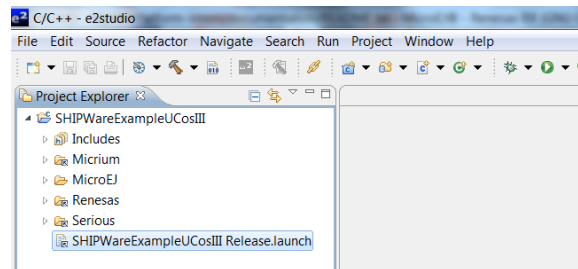 C/C++ - e2studio
File Edit Source Refactor Navigate Search Run Project Window Help
Project Explorer
SHIPWareExampleUCosIII
Includes
Micrium
MicroEJ
Renesas
Serious
SHIPWareExampleUCosIII Release.launch